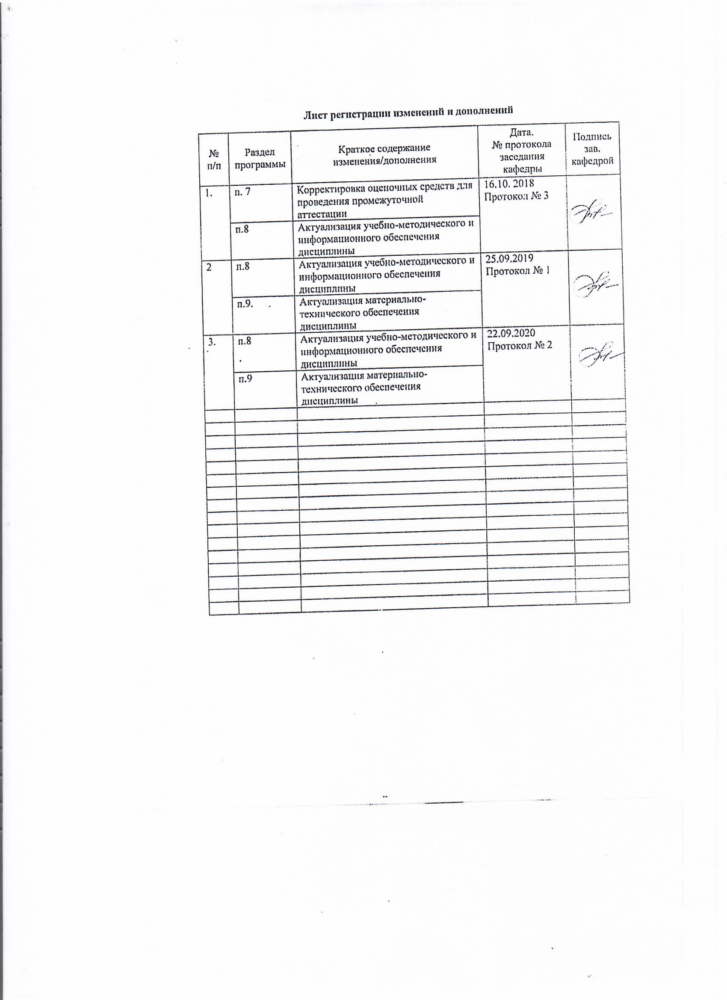 Лист регистрации изменений и дополнений
№
п/п
Раздел
программы
Краткое содержание
изменения/дополнения
Дата.
№ протокола
заседания
кафедры
Подпись
зав.
кафедрой
1.
п. 7
Корректировка оценочных средств для
проведения промежуточной
аттестации
16.10. 2018
Протокол № 3
п.8
Актуализация учебно-методического и
информационного обеспечения
дисциплины
2
п.8
Актуализация учебно-методического и
информационного обеспечения
дисциплины
25.09.2019
Протокол № 1
п.9.
Актуализация материально-
технического обеспечения
дисциплины
3.
п.8
Актуализация учебно-методического и
информационного обеспечения
дисциплины
22.09.2020
Протокол № 2
п.9
Актуализация материально-
технического обеспечения
дисциплины